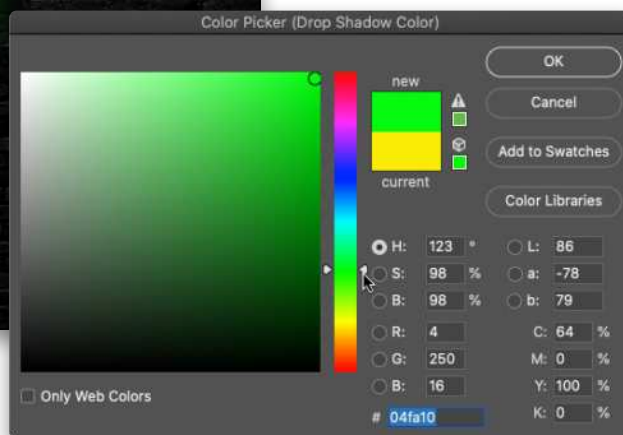 Color Picker (Drop Shadow Color)
new
current
OK
Cancel
Add to Swatches
Color Libraries
H: 123 °
S: 98 %
B: 98 %
R: 4
G: 250
B: 16
# 04fa10
L: 86
a: -78
b: 79
C: 64 %
M: 0 %
Y: 100 %
K: 0 %
Only Web Colors